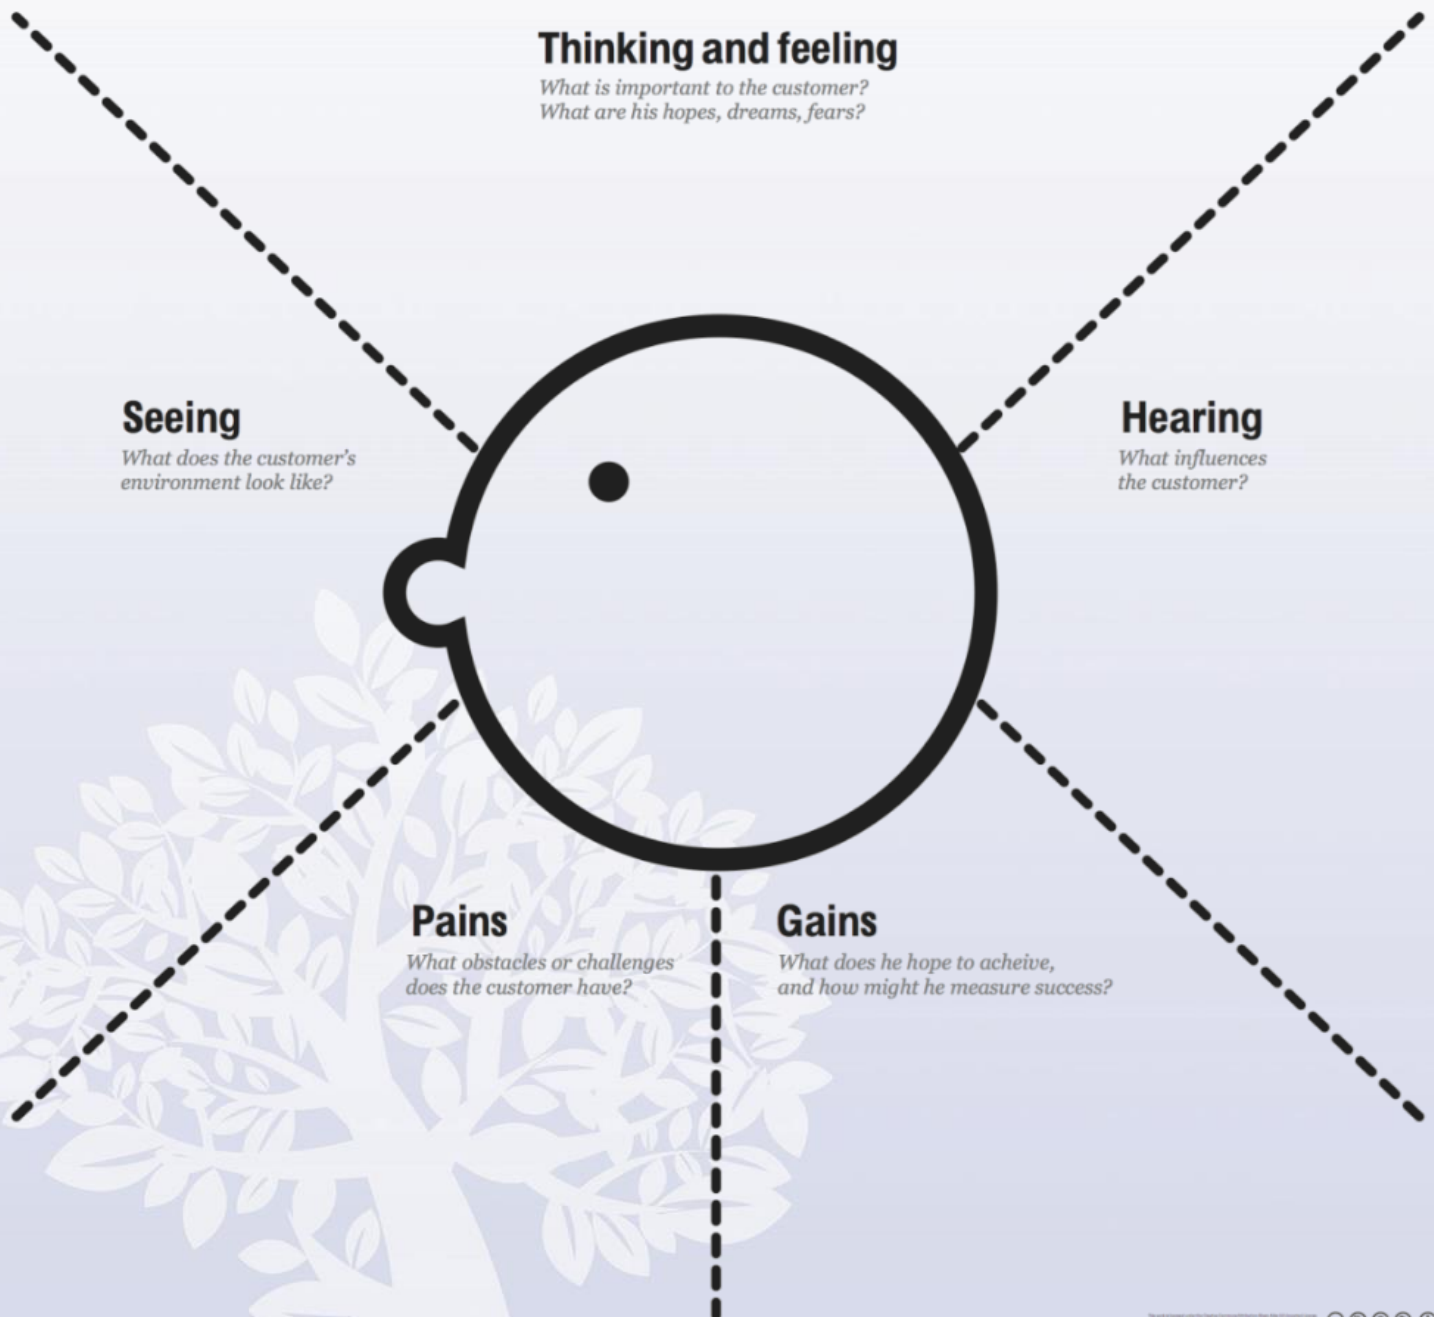 Thinking and feeling
What is important to the customer?
What are his hopes, dreams, fears?
Seeing
What does the customer's
environment look like?
Hearing
What influences
the customer?
Pains
What obstacles or challenges
does the customer have?
Gains
What does he hope to acheive,
and how might he measure success?